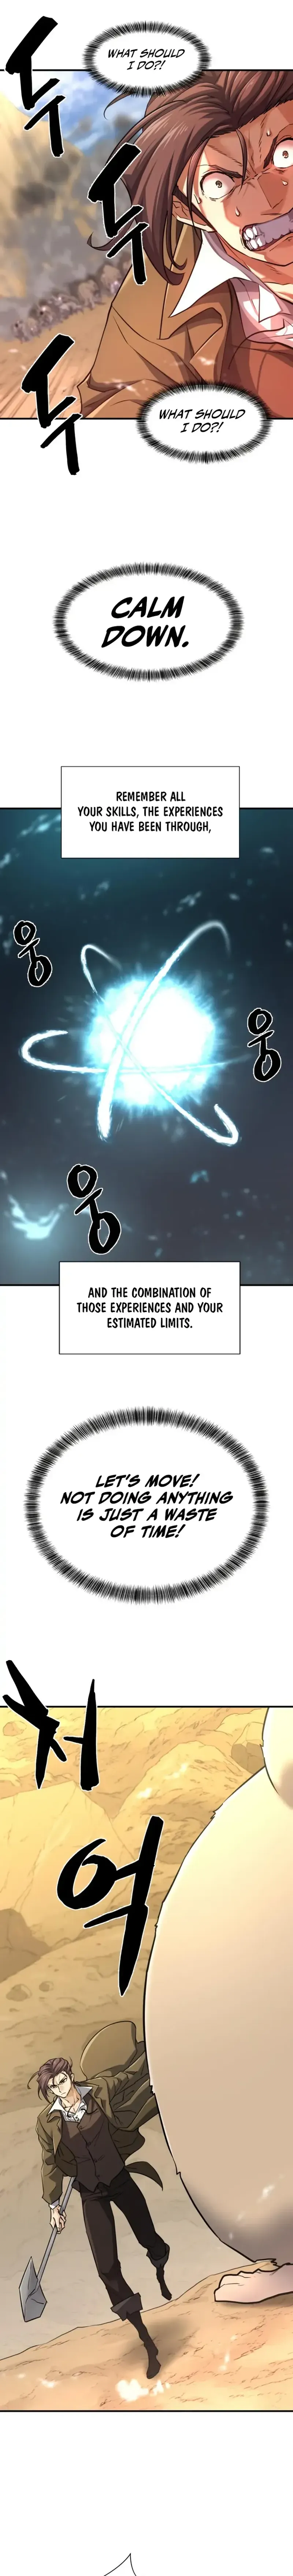 WHAT SHOULD
I DO?!
두
두
두
WHAT SHOULD
I DO?!
CALM
DOWN.
REMEMBER ALL
YOUR SKILLS, THE EXPERIENCES
YOU HAVE BEEN THROUGH,
웅
웅
웅
AND THE COMBINATION OF
THOSE EXPERIENCES AND YOUR
ESTIMATED LIMITS.
LET'S MOVE!
NOT DOING ANYTHING
IS JUST A WASTE
OF TIME!
저
억